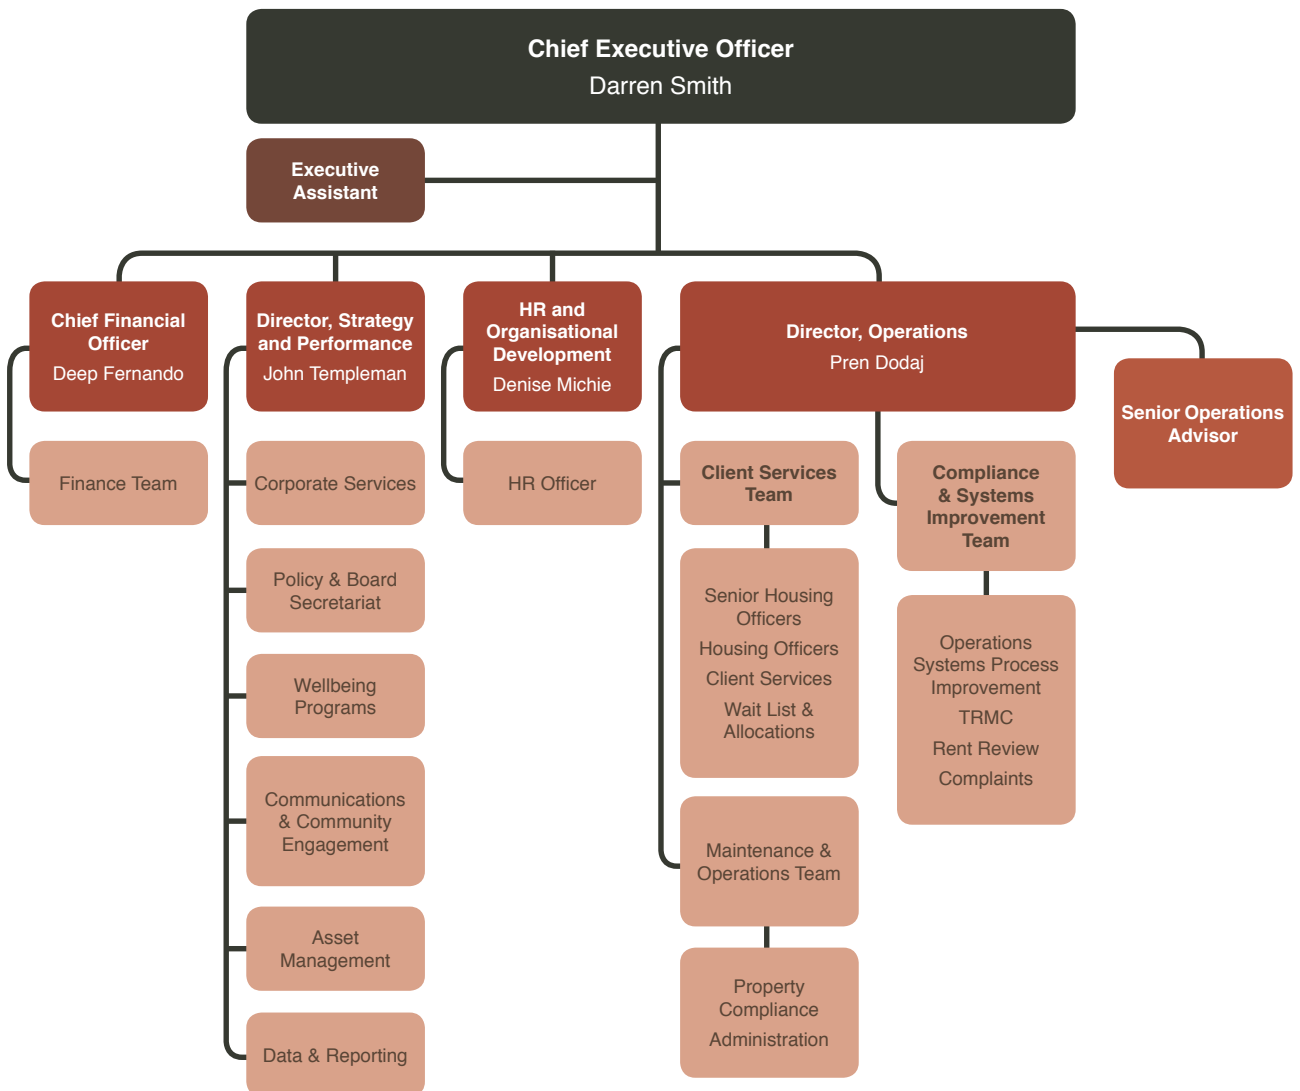 Chief Executive Officer
Darren Smith
Executive
Assistant
Chief Financial
Officer
Deep Fernando
Finance Team
Director, Strategy
and Performance
John Templeman
Corporate Services
Policy & Board
Secretariat
Wellbeing
Programs
Communications
& Community
Engagement
Asset
Management
Data & Reporting
HR and
Organisational
Development
Denise Michie
HR Officer
Director, Operations
Pren Dodaj
Client Services
Team
Senior Housing
Officers
Housing Officers
Client Services
Wait List &
Allocations
Maintenance &
Operations Team
Property
Compliance
Administration
Compliance
& Systems
Improvement
Team
Operations
Systems Process
Improvement
TRMC
Rent Review
Complaints
Senior Operations
Advisor